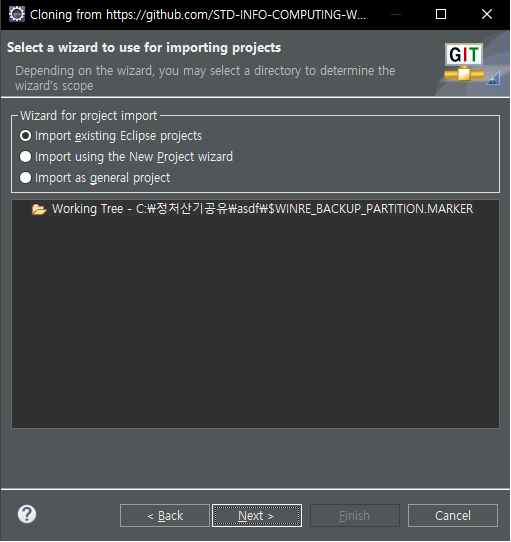 Cloning from https://github.com/STD-INFO-COMPUTING-W...
Select a wizard to use for importing projects
Depending on the wizard, you may select a directory to determine the
wizard's scope
GIT
Wizard for project import
Import existing Eclipse projects
Import using the New Project wizard
Import as general project
Working Tree - C:₩정처산기공유₩asdf₩$WINRE_BACKUP_PARTITION.MARKER
?
< Back
Next >
Finish
Cancel